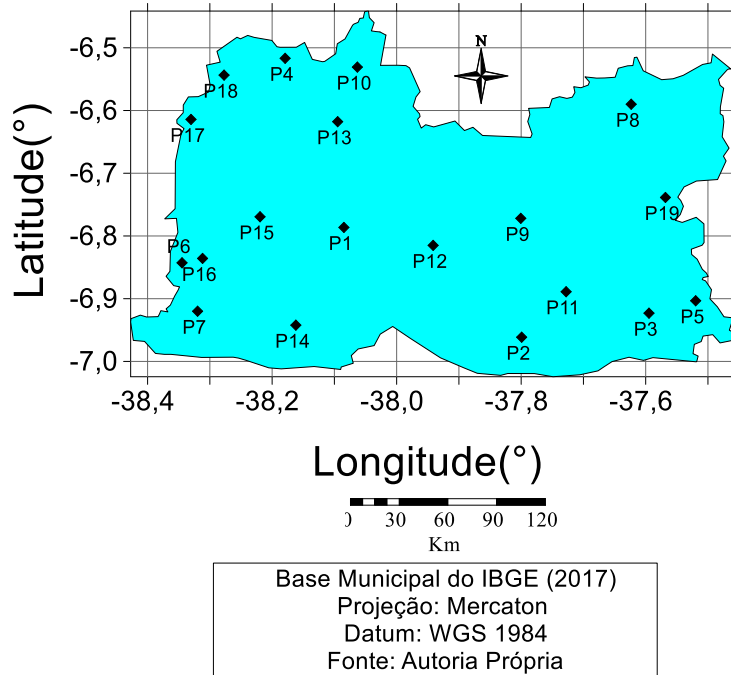 Latitude(°)
-6,5
-6,6
-6,7
-6,8
-6,9
-7,0
N
P4
P10
P18
P8
P17
P13
P19
P15
P1
P9
P6
P12
P16
P11
P7
P5
P14
P3
P2
-38,4
-38,2
-38,0
-37,8
-37,6
Longitude(°)
30 60 90 120
Km
Base Municipal do IBGE (2017)
Projeção: Mercaton
Datum: WGS 1984
Fonte: Autoria Própria